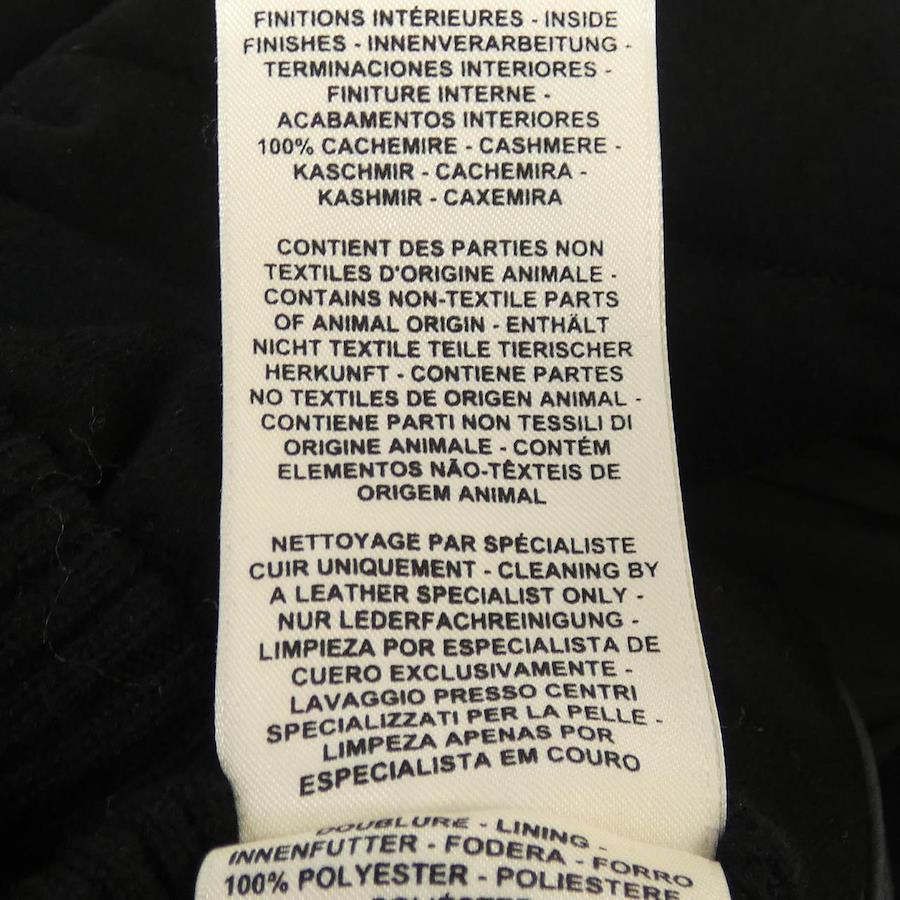 FINITIONS INTÉRIEURES - INSIDE
FINISHES - INNENVERARBEITUNG -
TERMINACIONES INTERIORES -
FINITURE INTERNE -
ACABAMENTOS INTERIORES
100% CACHEMIRE - CASHMERE -
KASCHMIR - CACHEMIRA -
KASHMIR - CAXEMIRA
CONTIENT DES PARTIES NON
TEXTILES D'ORIGINE ANIMALE -
CONTAINS NON-TEXTILE PARTS
OF ANIMAL ORIGIN - ENTHÄLT
NICHT TEXTILE TEILE TIERISCHER
HERKUNFT - CONTIENE PARTES
NO TEXTILES DE ORIGEN ANIMAL -
CONTIENE PARTI NON TESSILI DI
ORIGINE ANIMALE - CONTÉM
ELEMENTOS NÃO-TÊXTEIS DE
ORIGEM ANIMAL
NETTOYAGE PAR SPÉCIALISTE
CUIR UNIQUEMENT - CLEANING BY
A LEATHER SPECIALIST ONLY -
NUR LEDERFACHREINIGUNG -
LIMPIEZA POR ESPECIALISTA DE
CUERO EXCLUSIVAMENTE -
LAVAGGIO PRESSO CENTRI
SPECIALIZZATI PER LA PELLE -
LIMPEZA APENAS POR
ESPECIALISTA EM COURO
DOUBLURE - LINING -
INNENFUTTER - FODERA - FORRO
100% POLYESTER - POLIESTERE